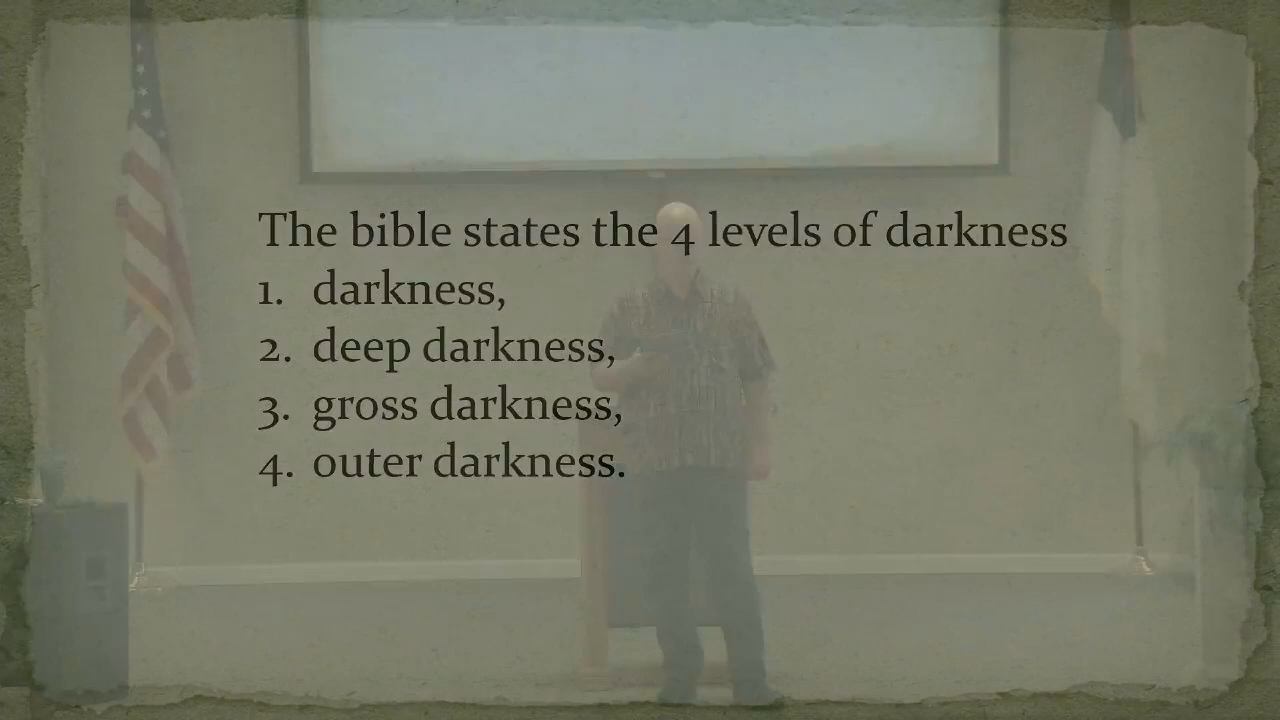 The bible states the 4 levels of darkness
1. darkness,
2. deep darkness,
3. gross darkness,
4. outer darkness.